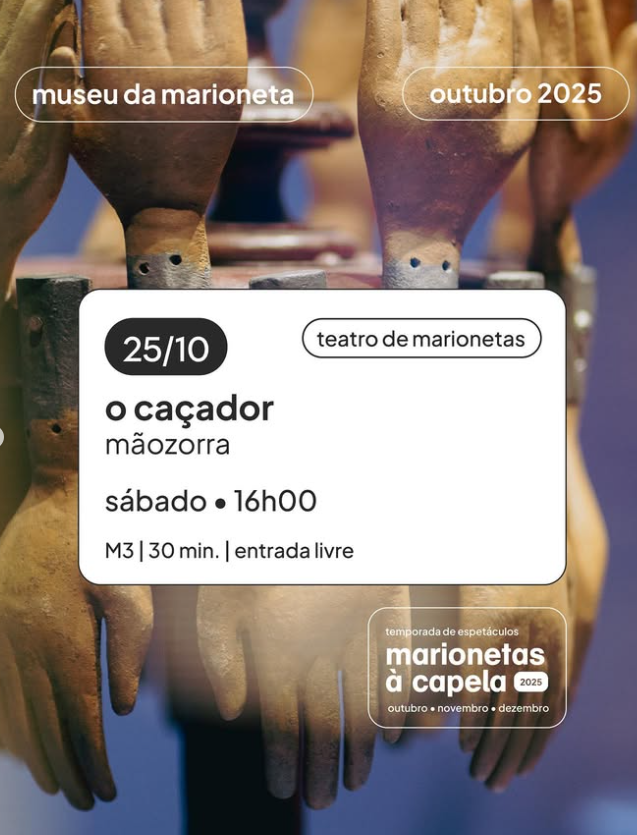 museu da marioneta
outubro 2025
25/10
teatro de marionetas
o caçador
mãozorra
sábado • 16h00
M3 | 30 min. | entrada livre
temporada de espetáculos
marionetas
à capela 2025
outubro • novembro • dezembro